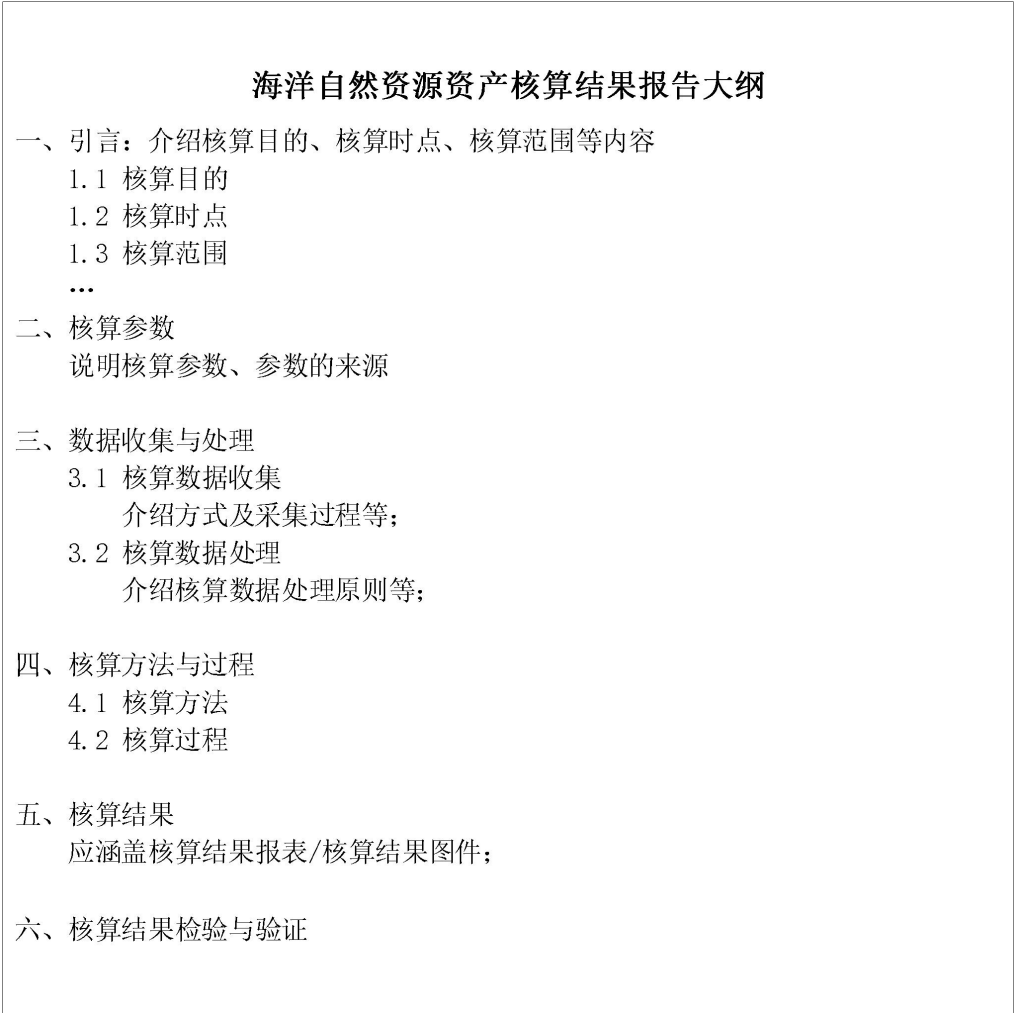 海洋自然资源资产核算结果报告大纲
一、引言：介绍核算目的、核算时点、核算范围等内容
1.1 核算目的
1.2 核算时点
1.3 核算范围
…
二、核算参数
说明核算参数、参数的来源
三、数据收集与处理
3.1 核算数据收集
介绍方式及采集过程等；
3.2 核算数据处理
介绍核算数据处理原则等；
四、核算方法与过程
4.1 核算方法
4.2 核算过程
五、核算结果
应涵盖核算结果报表/核算结果图件；
六、核算结果检验与验证